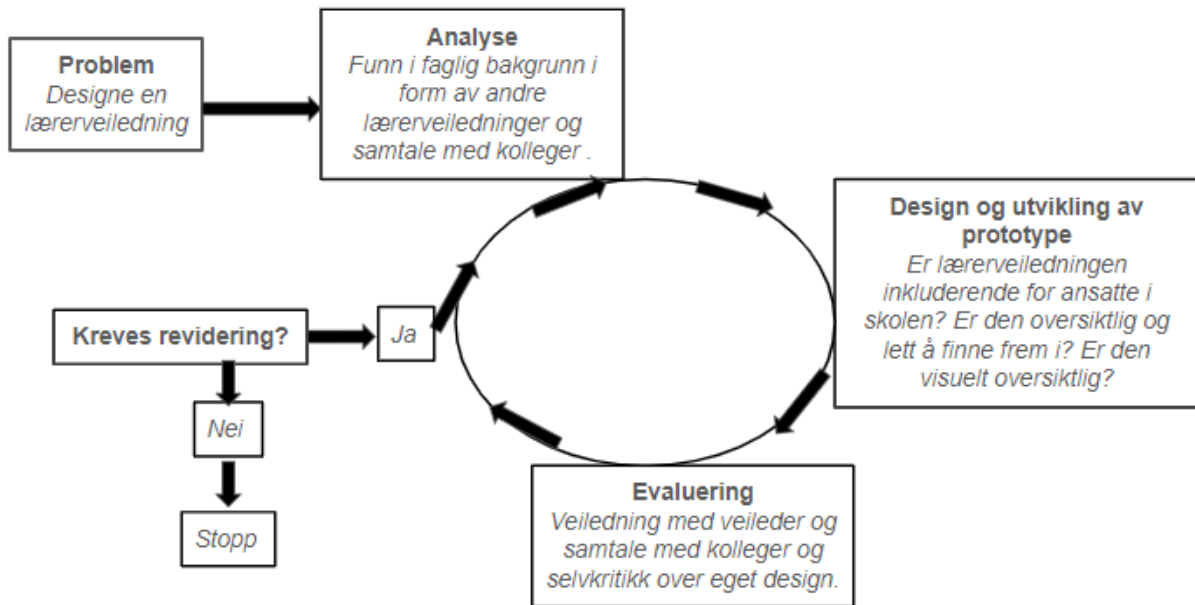 Problem
Designe en
lærerveiledning
Analyse
Funn i faglig bakgrunn i
form av andre
lærerveiledninger og
samtale med kolleger .
Design og utvikling av
prototype
Er lærerveiledningen
inkluderende for ansatte i
skolen? Er den oversiktlig og
lett å finne frem i? Er den
visuelt oversiktlig?
Kreves revidering?
Ja
Nei
Stopp
Evaluering
Veiledning med veileder og
samtale med kolleger og
selvkritikk over eget design.